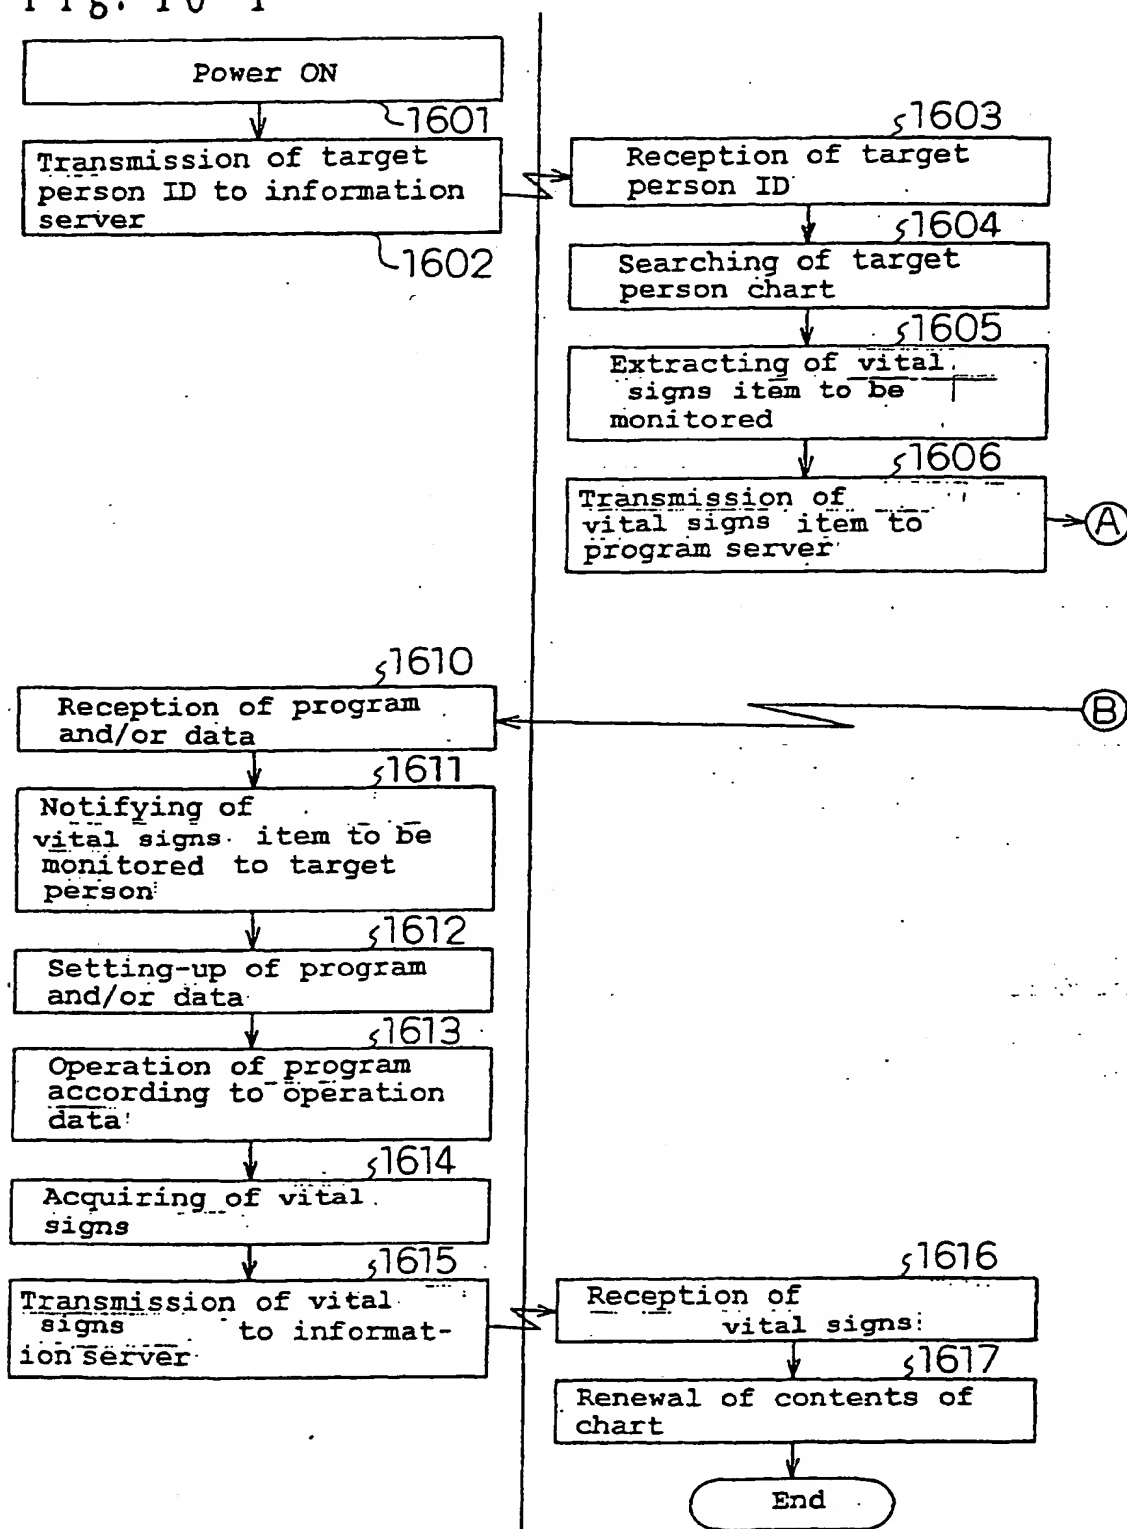 Power ON
1601
Transmission of target
person ID to information
server
1602
1603
Reception of target
person ID
1604
Searching of target
person chart
1605
Extracting of vital
signs item to be
monitored
1606
Transmission of
vital signs item to
program server
A
1610
Reception of program
and/or data
B
1611
Notifying of
vital signs item to be
monitored to target
person
1612
Setting-up of program
and/or data
1613
Operation of program
according to operation
data
1614
Acquiring of vital
signs
1615
Transmission of vital
signs to informat-
ion server
1616
Reception of
vital signs
1617
Renewal of contents of
chart
End